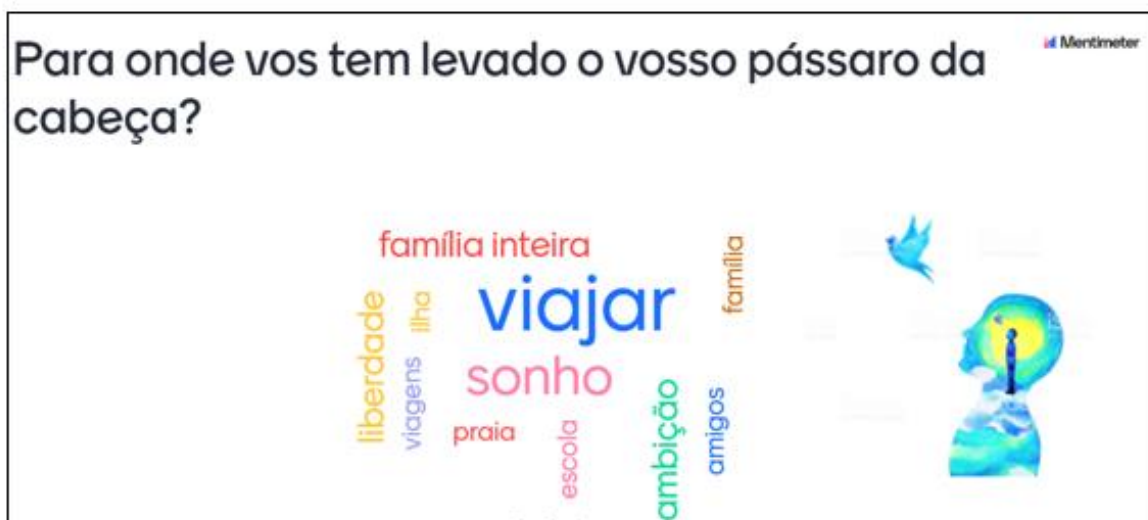 Mentimeter
Para onde vos tem levado o vosso pássaro da
cabeça?
família inteira
família
viajar
liberdade
ilha
sonho
viagens
ambição
amigos
praia
escola